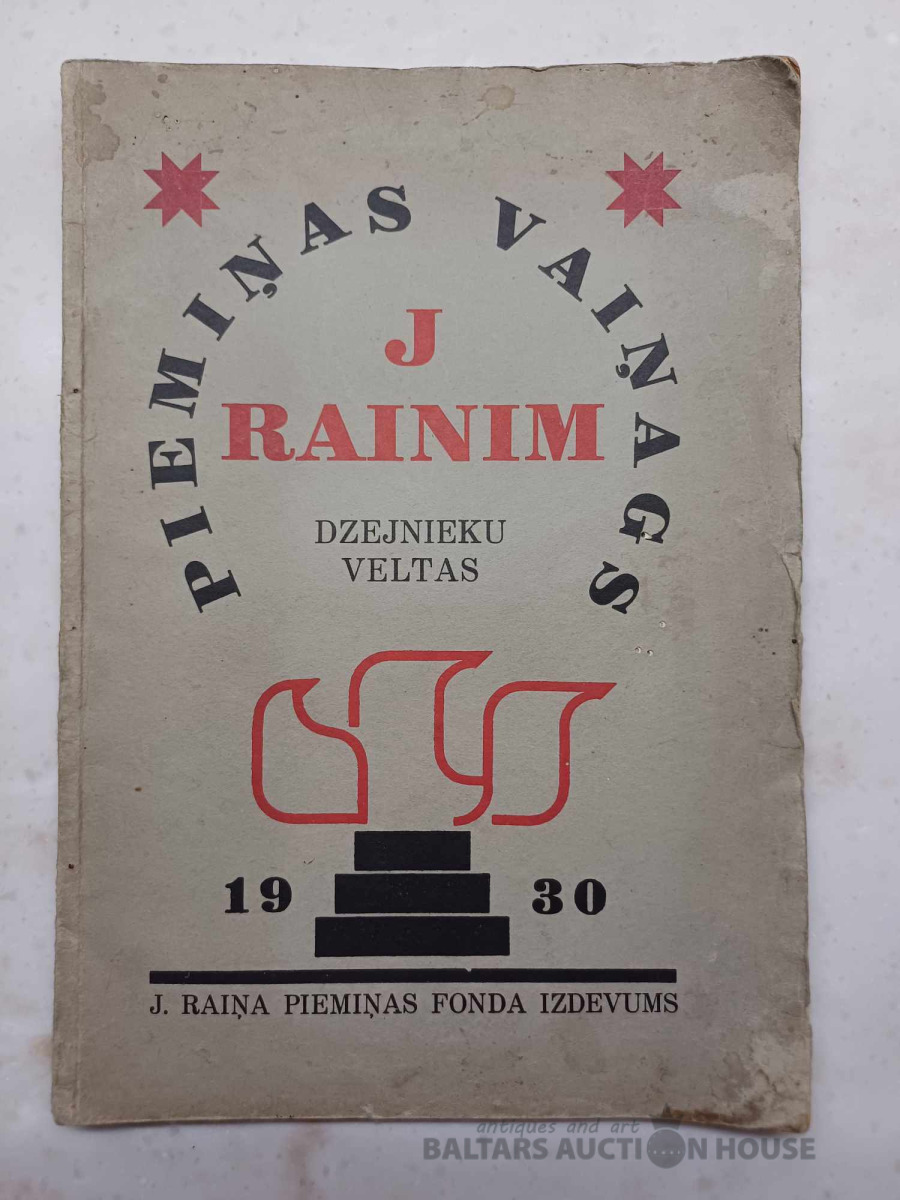 PIEMIŅAS VAIŅAGS
J
RAINIM
DZEJNIEKU
VELTAS
19 30
J. RAIŅA PIEMIŅAS FONDA IZDEVUMS
antiques and art
BALTARS AUCTION HOUSE